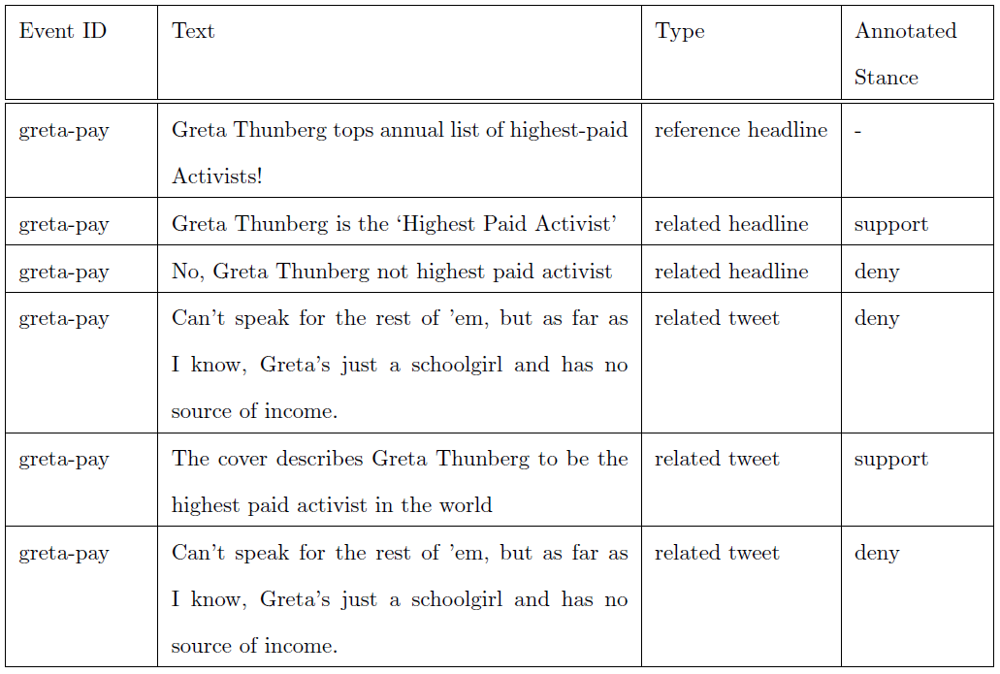 Event ID Text Type Annotated
Stance
greta-pay Greta Thunberg tops annual list of highest-paid reference headline -
Activists!
greta-pay Greta Thunberg is the ‘Highest Paid Activist’ related headline support
greta-pay No, Greta Thunberg not highest paid activist related headline deny
greta-pay Can’t speak for the rest of ’em, but as far as related tweet deny
I know, Greta’s just a schoolgirl and has no
source of income.
greta-pay The cover describes Greta Thunberg to be the related tweet support
highest paid activist in the world
greta-pay Can’t speak for the rest of ’em, but as far as related tweet deny
I know, Greta’s just a schoolgirl and has no
source of income.